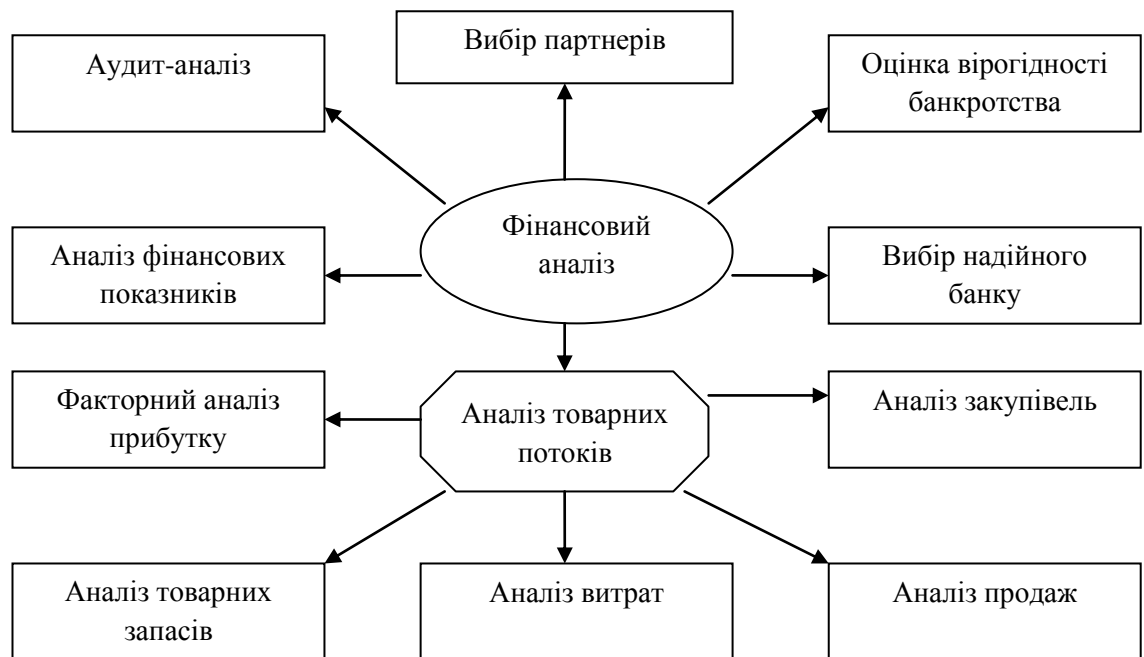 Вибір партнерів
Аудит-аналіз
Оцінка вірогідності
банкротства
Фінансовий
аналіз
Аналіз фінансових
показників
Вибір надійного
банку
Факторний аналіз
прибутку
Аналіз товарних
потоків
Аналіз закупівель
Аналіз товарних
запасів
Аналіз витрат
Аналіз продаж